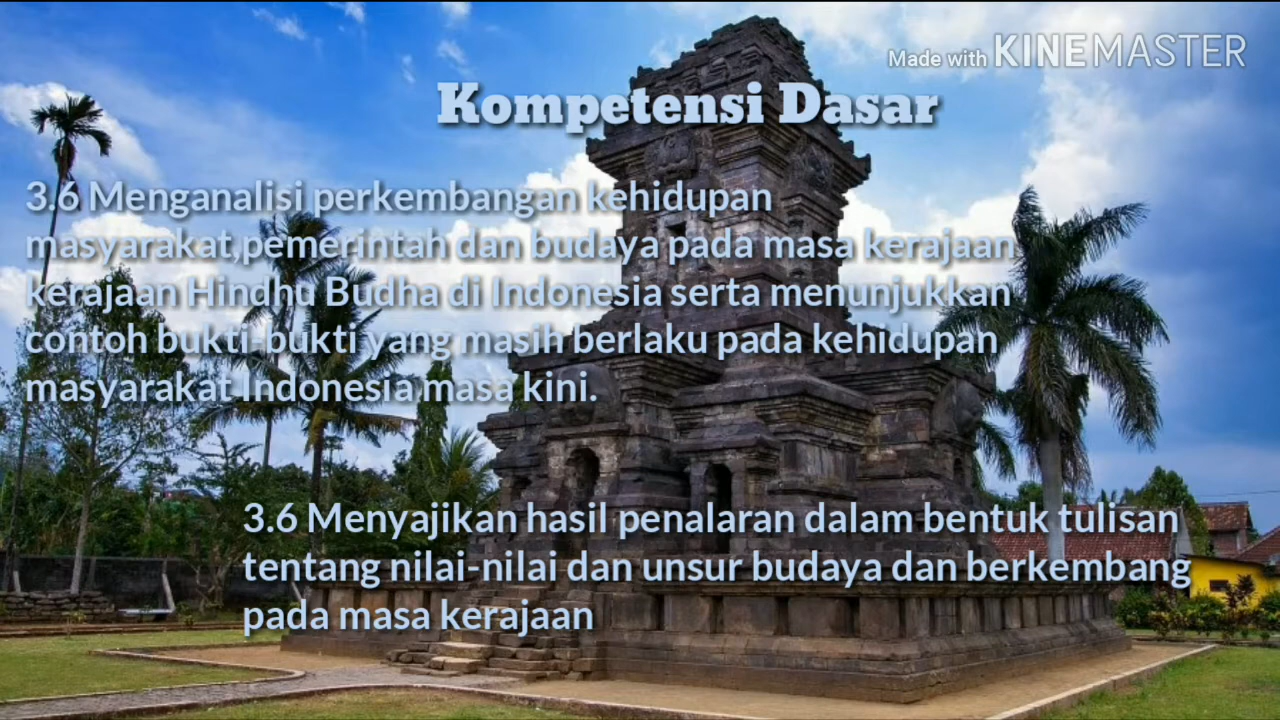 Made with KINEMASTER
Kompetensi Dasar
3.6 Menganalisi perkembangan kehidupan
masyarakat,pemerintah dan budaya pada masa kerajaan
kerajaan Hindhu Budha di Indonesia serta menunjukkan
contoh bukti-bukti yang masih berlaku pada kehidupan
masyarakat Indonesia masa kini.
3.6 Menyajikan hasil penalaran dalam bentuk tulisan
tentang nilai-nilai dan unsur budaya dan berkembang
pada masa kerajaan